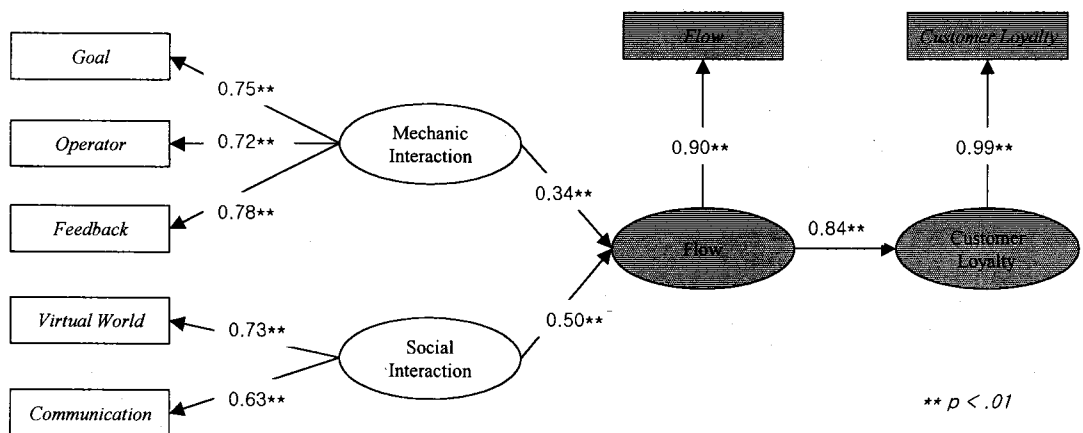 Goal
Operator
Feedback
Virtual World
Communication
0.75**
0.72**
0.78**
0.73**
0.63**
Mechanic
Interaction
Social
Interaction
0.34**
0.50**
Flow
0.90**
Flow
0.84**
Customer Loyalty
0.99**
Customer
Loyalty
** p < .01